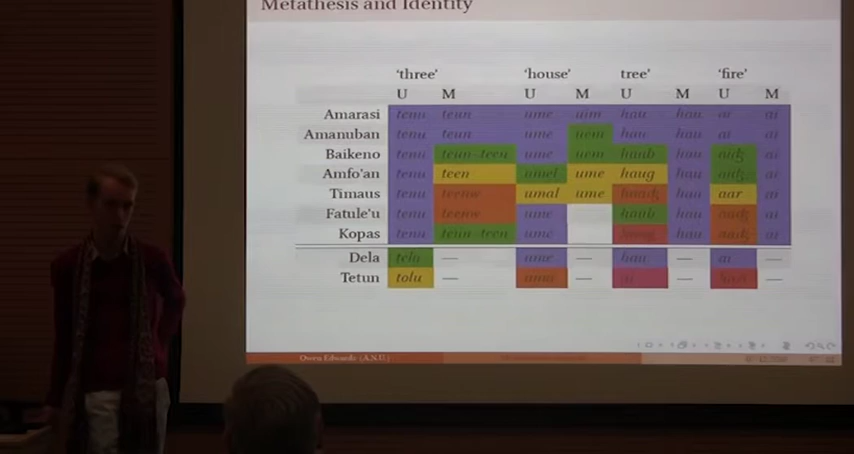 Metathesis and Identity
'three' 'house' tree' 'fire'
U M U M U M U M
Amarasi tenu teun ume uim hau hau ai ai
Amanuban tenu teun ume uem hau hau ai ai
Baikeno tenu teun~teen ume uem haub hau ai
Amfo'an tenu teen umel ume haug hau ai
Timaus tenu umal ume hau aar ai
Fatule'u tenu ume haub hau ai
Kopas tenu teun~teen ume hau ai
Dela telu — ume — hau — ai —
Tetun tolu — uma — ai — —
Owen Edwards (A.N.U)